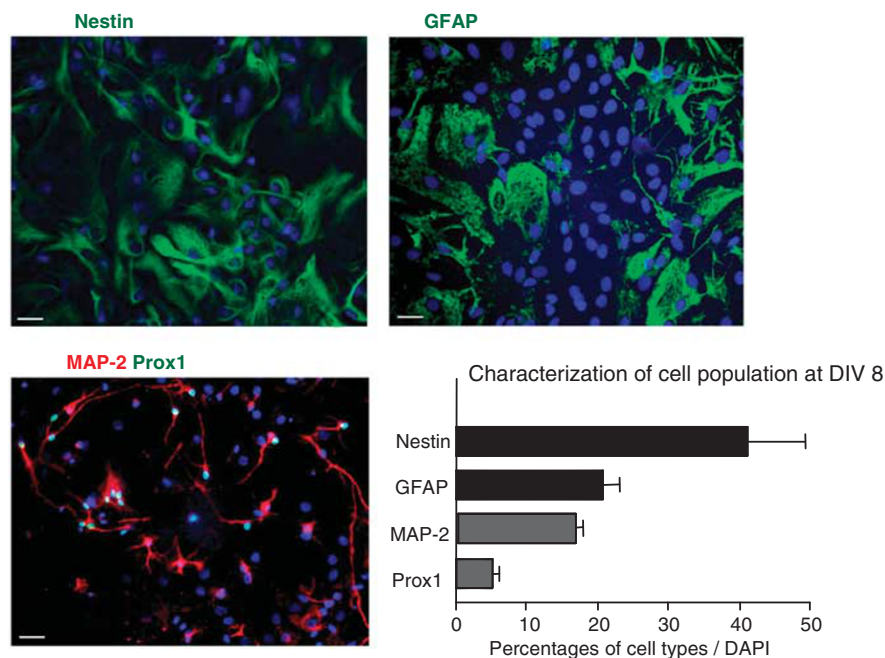 Nestin
GFAP
MAP-2 Prox1
Characterization of cell population at DIV 8
Nestin
GFAP
MAP-2
Prox1
0 10 20 30 40 50
Percentages of cell types / DAPI